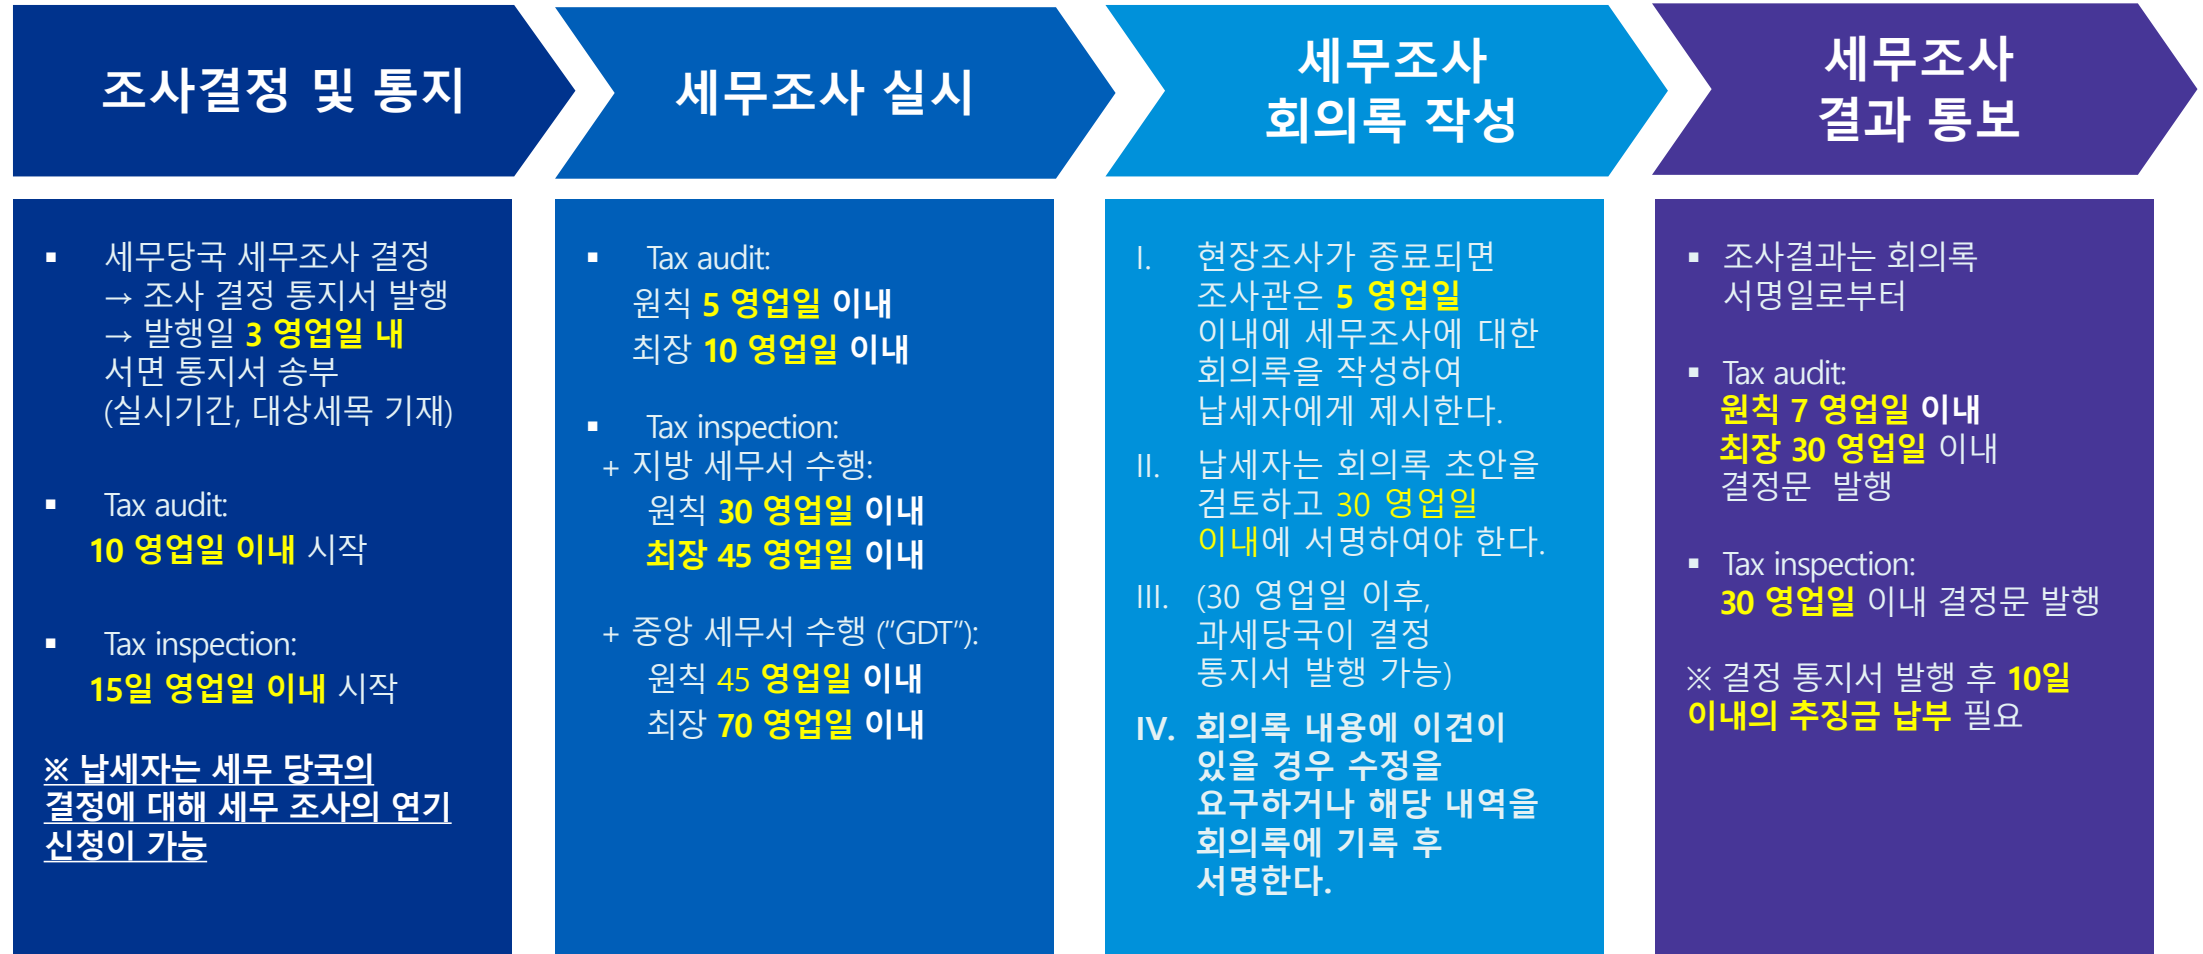 조사결정 및 통지
▪ 세무당국 세무조사 결정
→ 조사 결정 통지서 발행
→ 발행일 3 영업일 내
서면 통지서 송부
(실시기간, 대상세목 기재)
▪ Tax audit:
10 영업일 이내 시작
▪ Tax inspection:
15일 영업일 이내 시작
※ 납세자는 세무 당국의
결정에 대해 세무 조사의 연기
신청이 가능
세무조사 실시
▪ Tax audit:
원칙 5 영업일 이내
최장 10 영업일 이내
▪ Tax inspection:
+ 지방 세무서 수행:
원칙 30 영업일 이내
최장 45 영업일 이내
+ 중앙 세무서 수행 (“GDT”):
원칙 45 영업일 이내
최장 70 영업일 이내
세무조사
회의록 작성
I. 현장조사가 종료되면
조사관은 5 영업일
이내에 세무조사에 대한
회의록을 작성하여
납세자에게 제시한다.
II. 납세자는 회의록 초안을
검토하고 30 영업일
이내에 서명하여야 한다.
III. (30 영업일 이후,
과세당국이 결정
통지서 발행 가능)
IV. 회의록 내용에 이견이
있을 경우 수정을
요구하거나 해당 내역을
회의록에 기록 후
서명한다.
세무조사
결과 통보
▪ 조사결과는 회의록
서명일로부터
▪ Tax audit:
원칙 7 영업일 이내
최장 30 영업일 이내
결정문 발행
▪ Tax inspection:
30 영업일 이내 결정문 발행
※ 결정 통지서 발행 후 10일
이내의 추징금 납부 필요